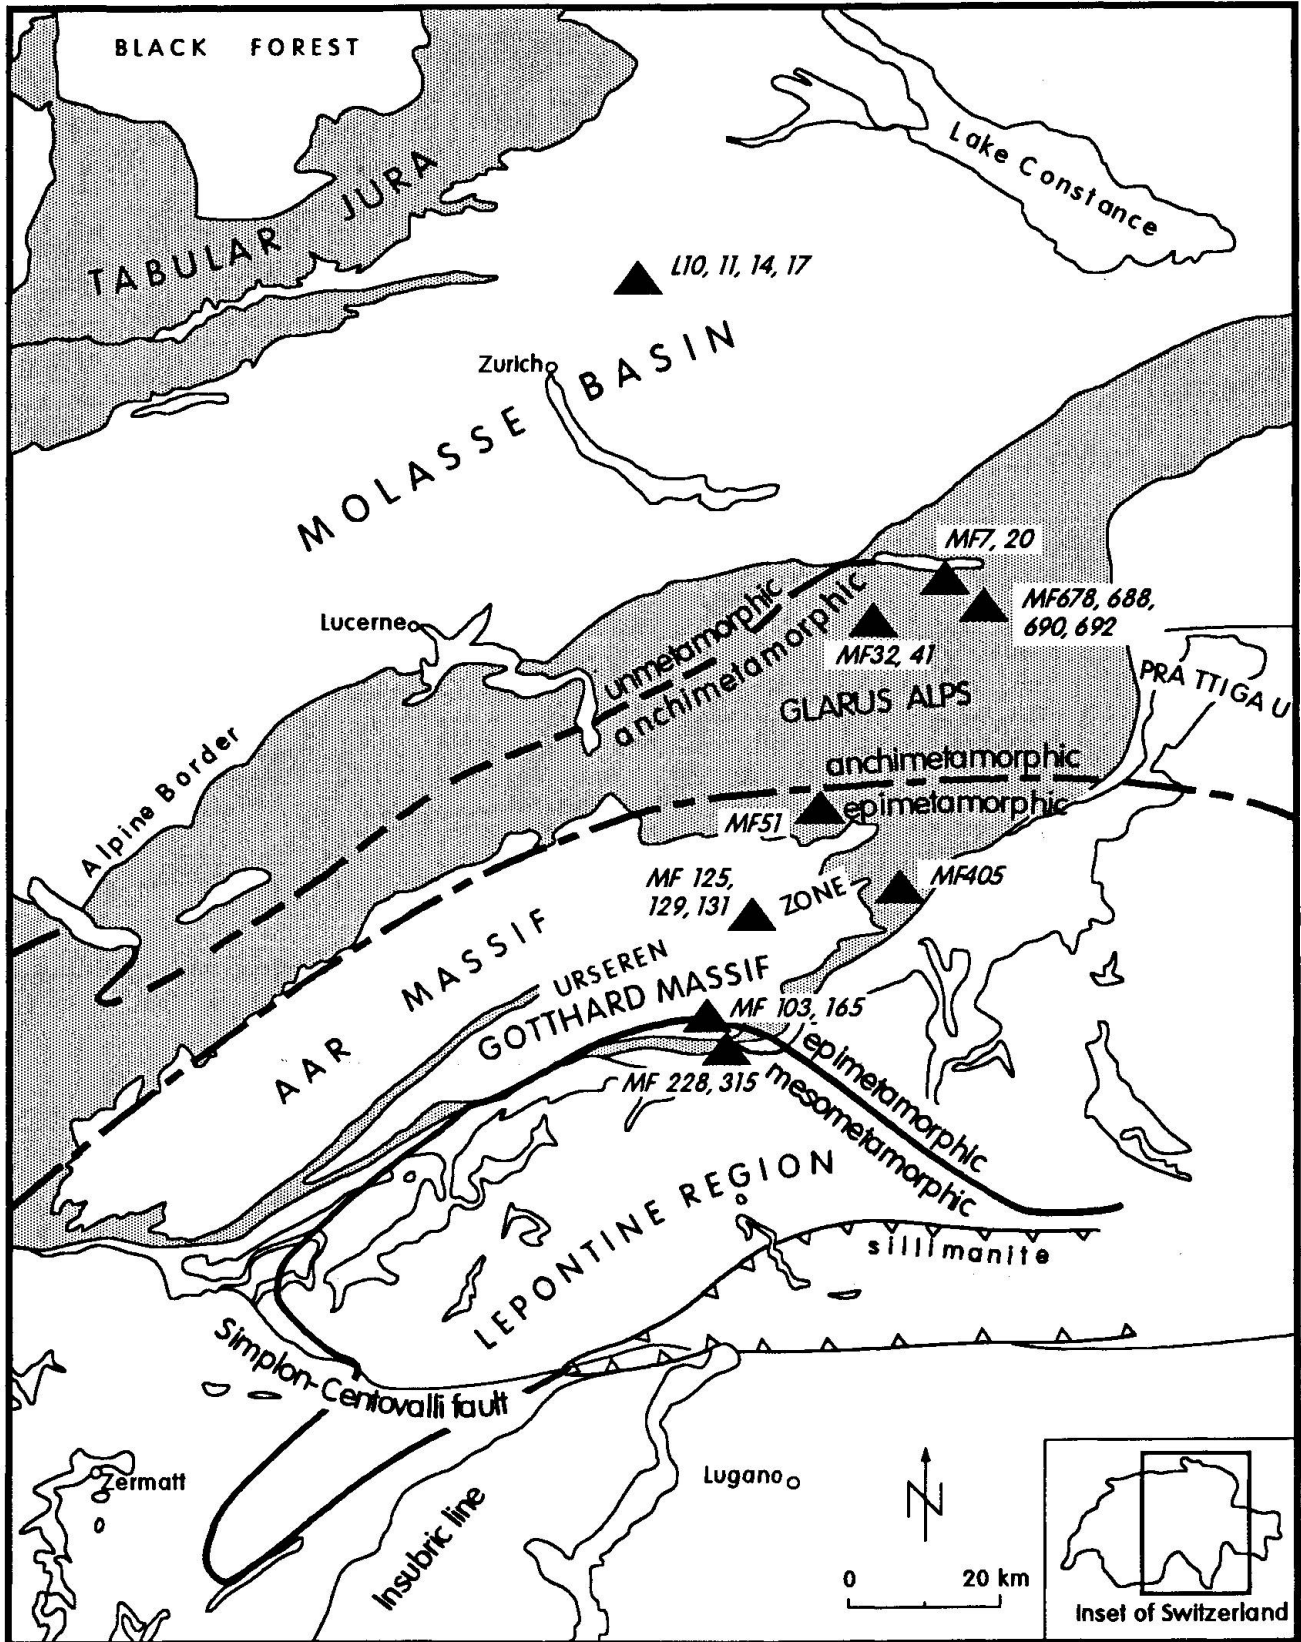 BLACK FOREST
Lake Constance
TABULAR JURA
L10, 11, 14, 17
Zurich
MOLASSE BASIN
MF7, 20
MF678, 688,
690, 692
Lucerne
unmetamorphic
anchimetamorphic
MF32, 41
PRATTIGAU
GLARUS ALPS
Alpine Border
anchimetamorphic
epimetamorphic
MF51
MF 125,
129, 131
ZONE
MF405
AAR MASSIF
URSEREN
GOTTHARD MASSIF
MF 103, 165
epimetamorphic
mesometamorphic
MF 228, 315
LEPONTINE REGION
sillimanite
Simplon-Centovalli fault
Zermatt
Lugano
N
Insubric line
0 20 km
Inset of Switzerland